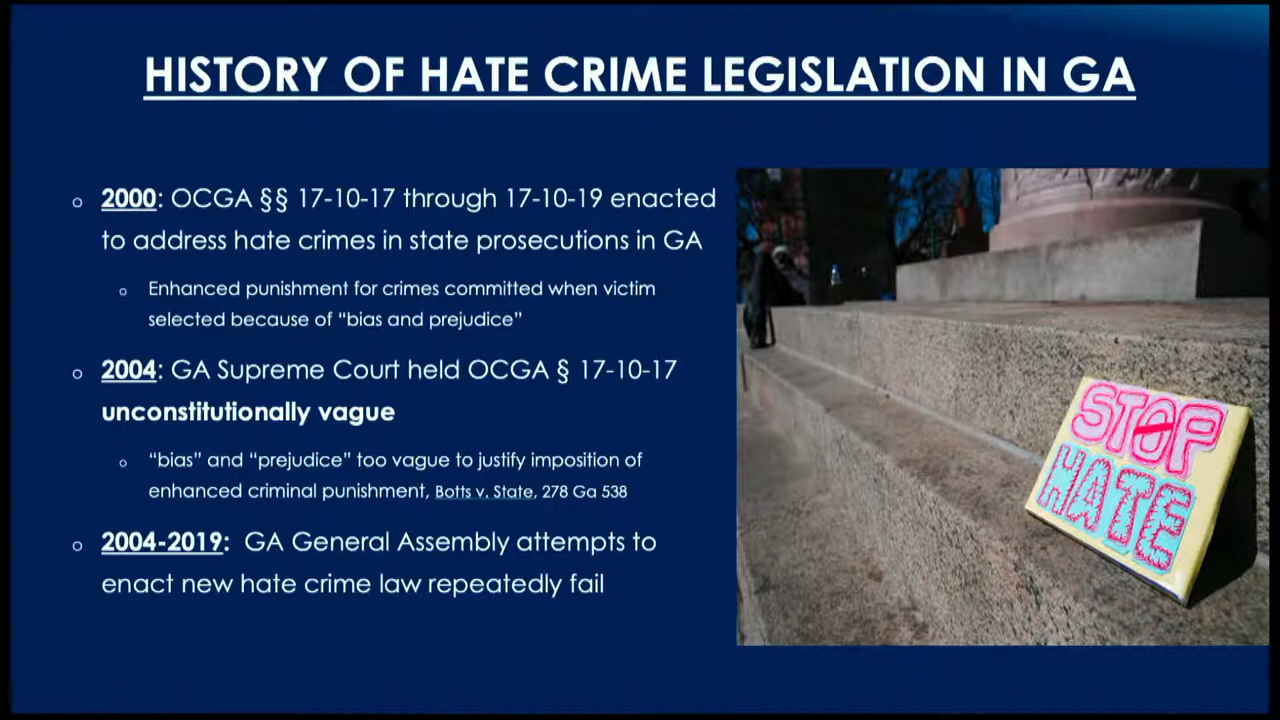 HISTORY OF HATE CRIME LEGISLATION IN GA
2000: OCGA §§ 17-10-17 through 17-10-19 enacted
to address hate crimes in state prosecutions in GA
Enhanced punishment for crimes committed when victim
selected because of “bias and prejudice”
2004: GA Supreme Court held OCGA § 17-10-17
unconstitutionally vague
“bias” and “prejudice” too vague to justify imposition of
enhanced criminal punishment, Botts v. State, 278 Ga 538
2004-2019: GA General Assembly attempts to
enact new hate crime law repeatedly fail
STOP
HATE